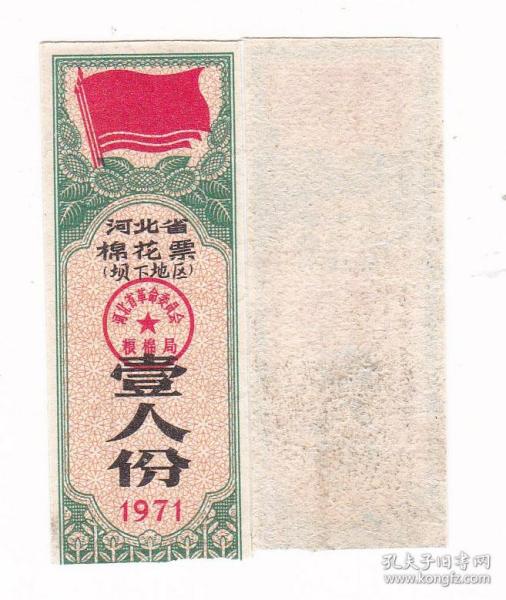 河北省
棉花票
(坝下地区)
河北省革命委员会
粮棉局
壹人份
1971
孔夫子旧书网
www.kongfz.com